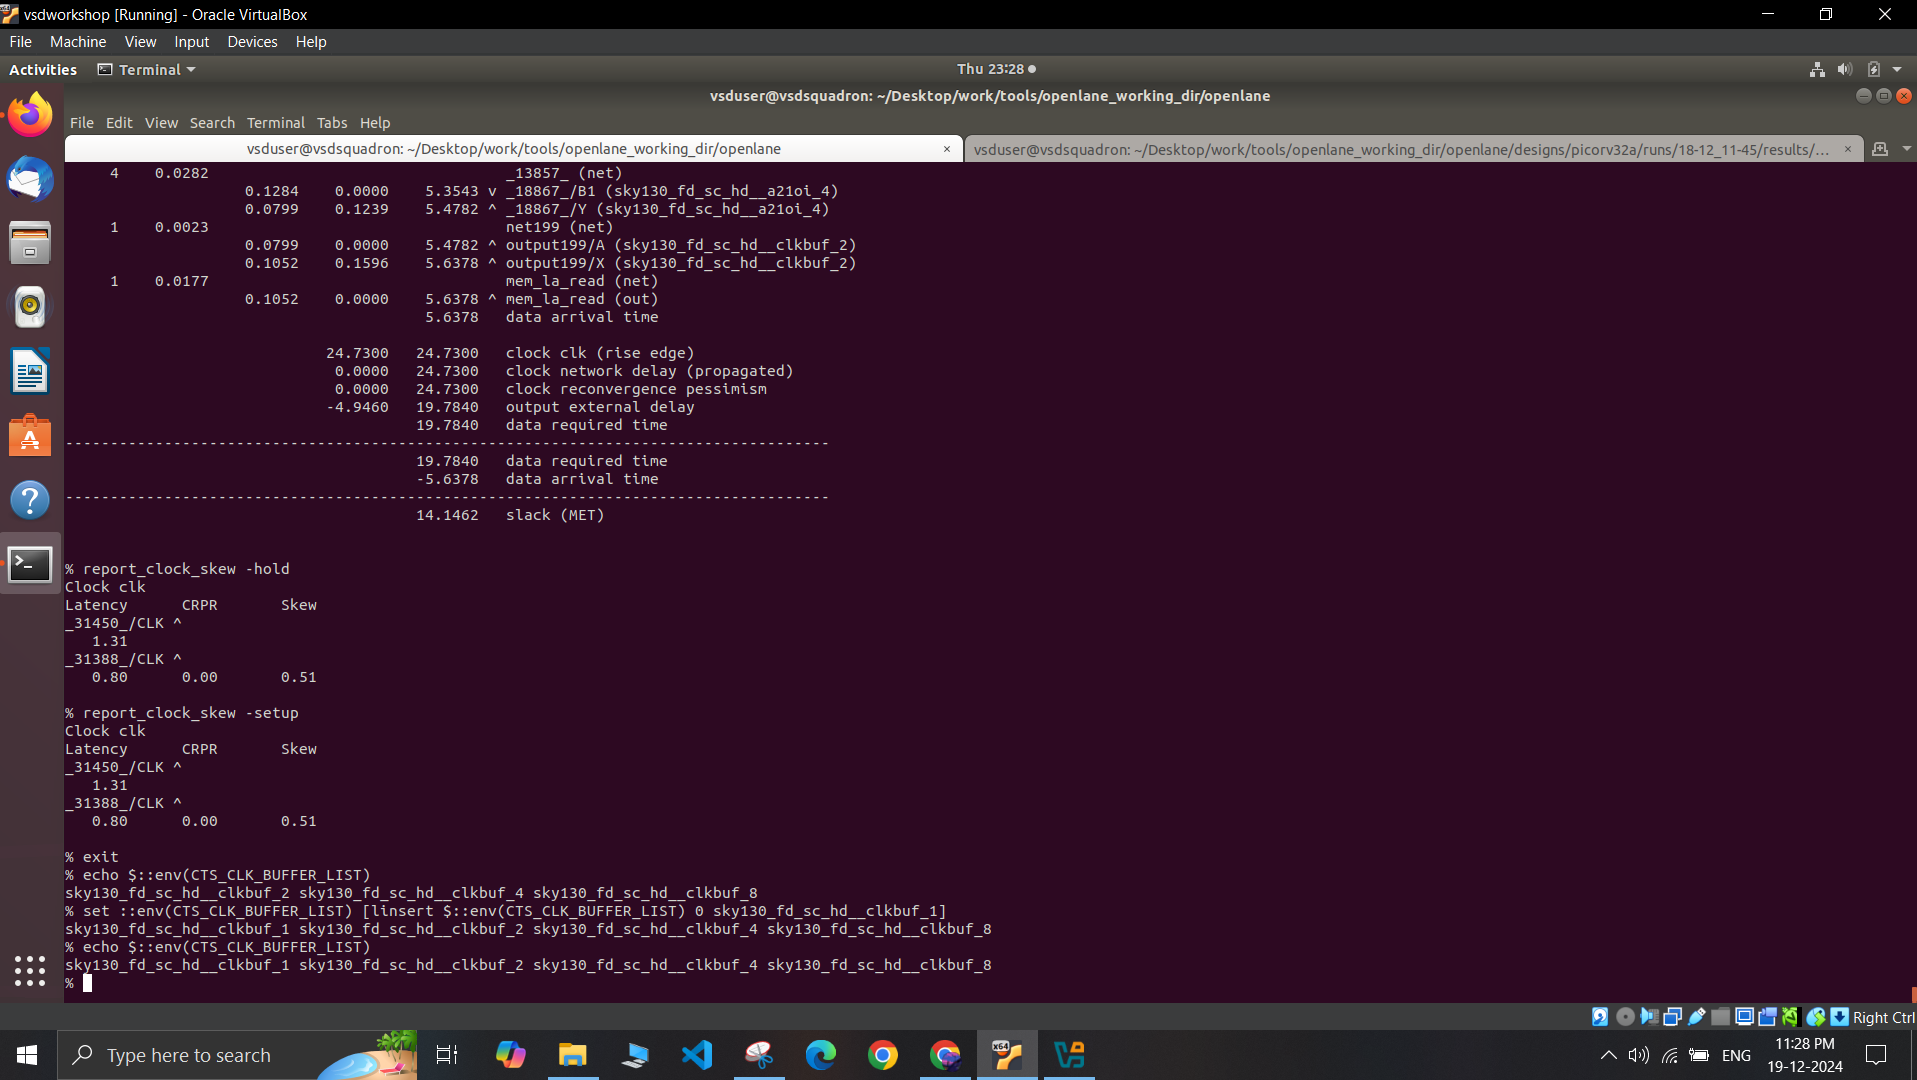 vsdworkshop [Running] - Oracle VirtualBox
File Machine View Input Devices Help
Activities Terminal Thu 23:28
vsduser@vsdsquadron: ~/Desktop/work/tools/openlane_working_dir/openlane
File Edit View Search Terminal Tabs Help
vsduser@vsdsquadron: ~/Desktop/work/tools/openlane_working_dir/openlane × vsduser@vsdsquadron: ~/Desktop/work/tools/openlane_working_dir/openlane/designs/picorv32a/runs/18-12_11-45/results/... ×
4 0.0282 _13857_ (net)
0.1284 0.0000 5.3543 v _18867_/B1 (sky130_fd_sc_hd__a21oi_4)
0.0799 0.1239 5.4782 ^ _18867_/Y (sky130_fd_sc_hd__a21oi_4)
1 0.0023 net199 (net)
0.0799 0.0000 5.4782 ^ output199/A (sky130_fd_sc_hd__clkbuf_2)
0.1052 0.1596 5.6378 ^ output199/X (sky130_fd_sc_hd__clkbuf_2)
1 0.0177 mem_la_read (net)
0.1052 0.0000 5.6378 ^ mem_la_read (out)
5.6378 data arrival time
24.7300 24.7300 clock clk (rise edge)
0.0000 24.7300 clock network delay (propagated)
0.0000 24.7300 clock reconvergence pessimism
-4.9460 19.7840 output external delay
19.7840 data required time
-------------------------------------------------------------------------------------
19.7840 data required time
-5.6378 data arrival time
-------------------------------------------------------------------------------------
14.1462 slack (MET)
% report_clock_skew -hold
Clock clk
Latency CRPR Skew
_31450_/CLK ^
1.31
_31388_/CLK ^
0.80 0.00 0.51
% report_clock_skew -setup
Clock clk
Latency CRPR Skew
_31450_/CLK ^
1.31
_31388_/CLK ^
0.80 0.00 0.51
% exit
% echo $::env(CTS_CLK_BUFFER_LIST)
sky130_fd_sc_hd__clkbuf_2 sky130_fd_sc_hd__clkbuf_4 sky130_fd_sc_hd__clkbuf_8
% set ::env(CTS_CLK_BUFFER_LIST) [linsert $::env(CTS_CLK_BUFFER_LIST) 0 sky130_fd_sc_hd__clkbuf_1]
sky130_fd_sc_hd__clkbuf_1 sky130_fd_sc_hd__clkbuf_2 sky130_fd_sc_hd__clkbuf_4 sky130_fd_sc_hd__clkbuf_8
% echo $::env(CTS_CLK_BUFFER_LIST)
sky130_fd_sc_hd__clkbuf_1 sky130_fd_sc_hd__clkbuf_2 sky130_fd_sc_hd__clkbuf_4 sky130_fd_sc_hd__clkbuf_8
%
Right Ctrl
Type here to search
ENG
11:28 PM
19-12-2024